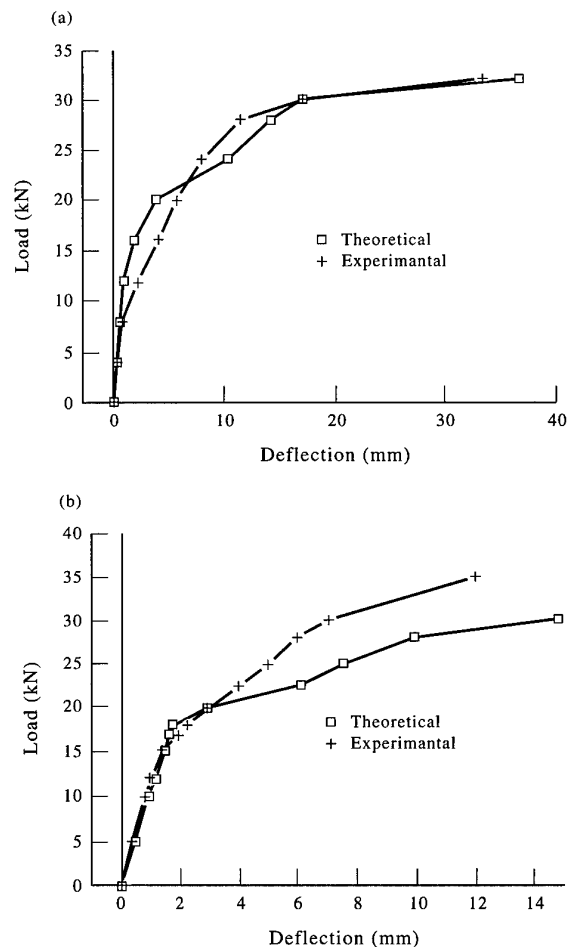 (a)
35
30
25
20
15
10
5
0
Load (kN)
Theoretical
Experimantal
0 10 20 30 40
Deflection (mm)
(b)
40
35
30
25
20
15
10
5
0
Load (kN)
Theoretical
Experimantal
0 2 4 6 8 10 12 14
Deflection (mm)